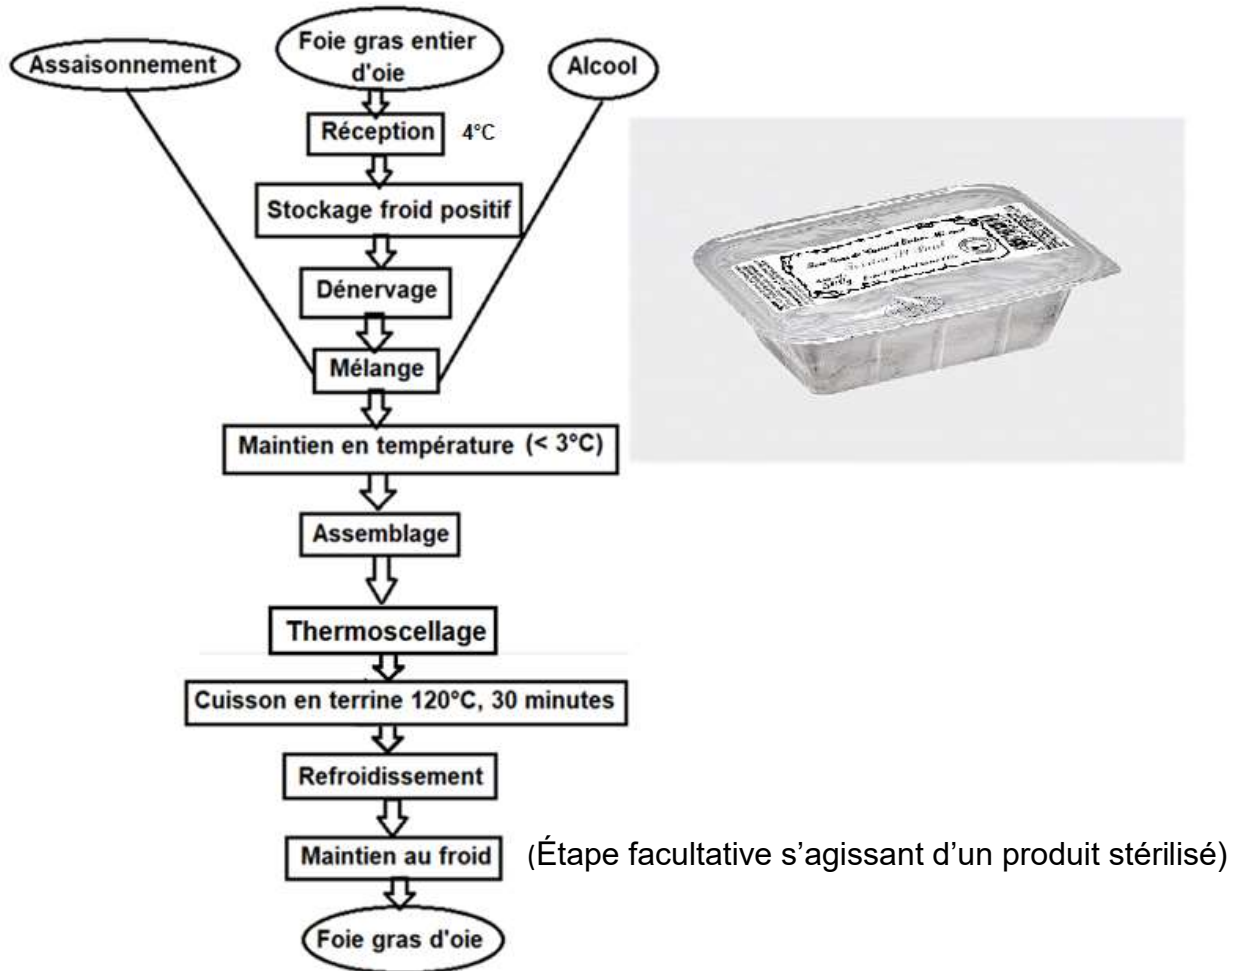 Foie gras entier
d'oie
Assaisonnement
Alcool
Réception 4°C
Stockage froid positif
Dénervage
Mélange
Maintien en température (< 3°C)
Assemblage
Thermoscellage
Cuisson en terrine 120°C, 30 minutes
Refroidissement
Maintien au froid (Étape facultative s’agissant d’un produit stérilisé)
Foie gras d'oie